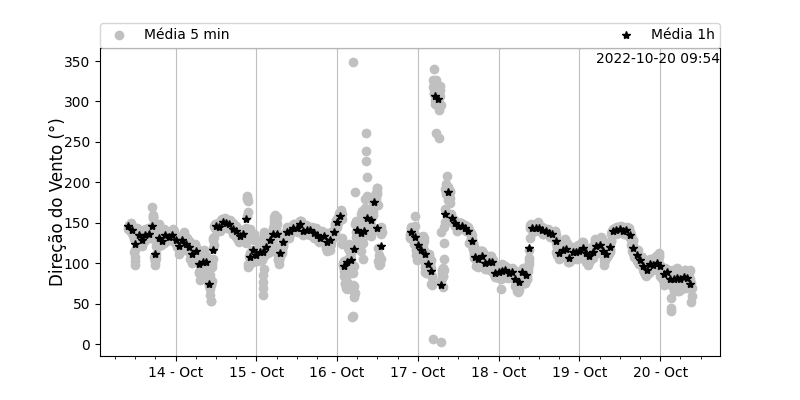 Média 5 min
Média 1h
2022-10-20 09:54
Direção do Vento (°)
350
300
250
200
150
100
50
0
14 - Oct
15 - Oct
16 - Oct
17 - Oct
18 - Oct
19 - Oct
20 - Oct